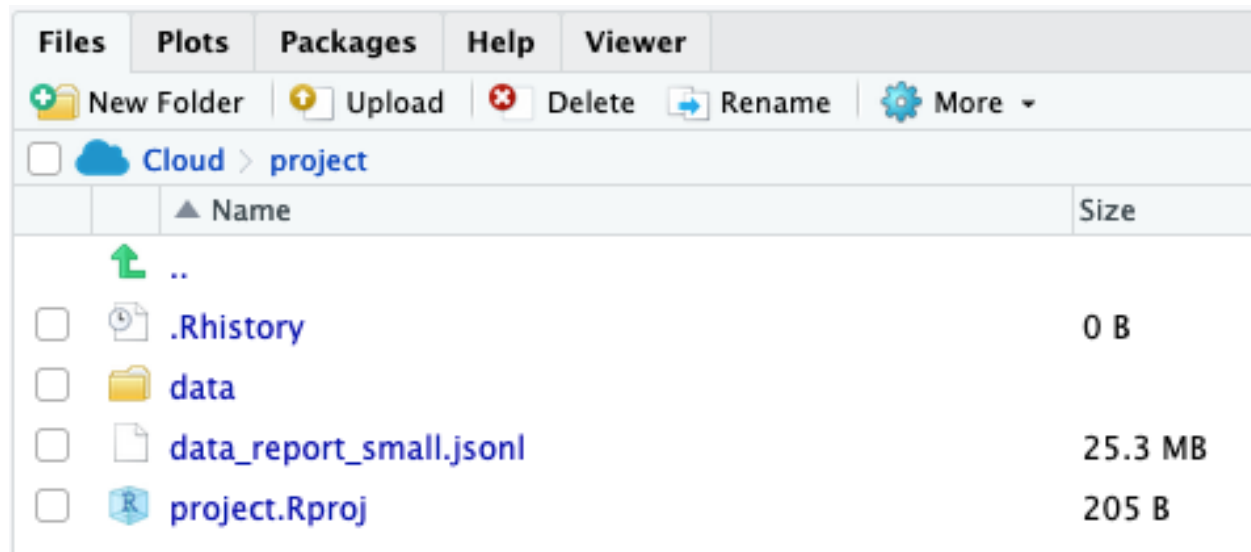 Files Plots Packages Help Viewer
New Folder Upload Delete Rename More
Cloud > project
Name Size
..
.Rhistory 0 B
data
data_report_small.jsonl 25.3 MB
R project.Rproj 205 B